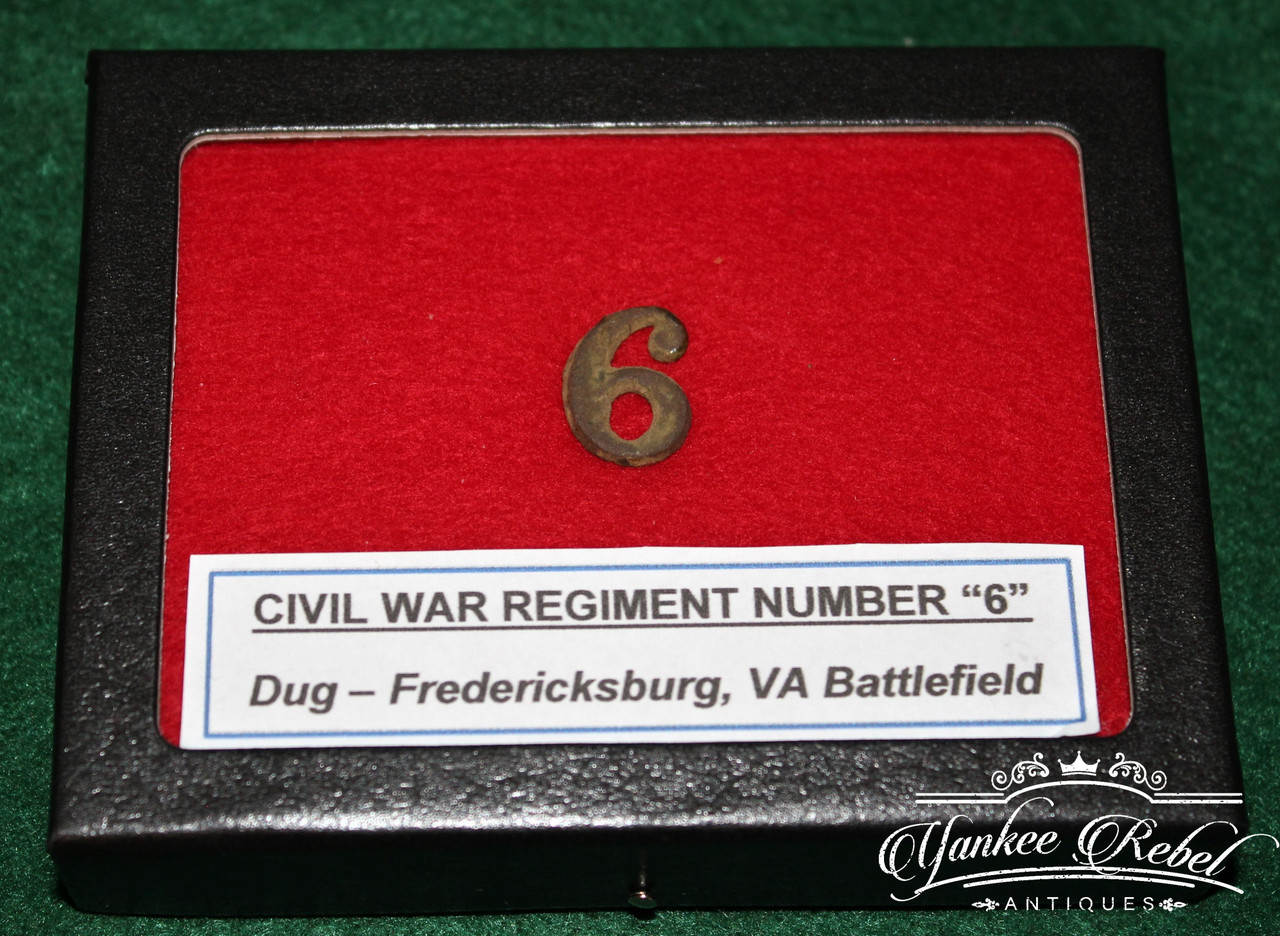 6
CIVIL WAR REGIMENT NUMBER “6”
Dug – Fredericksburg, VA Battlefield
Yankee Rebel
ANTIQUES